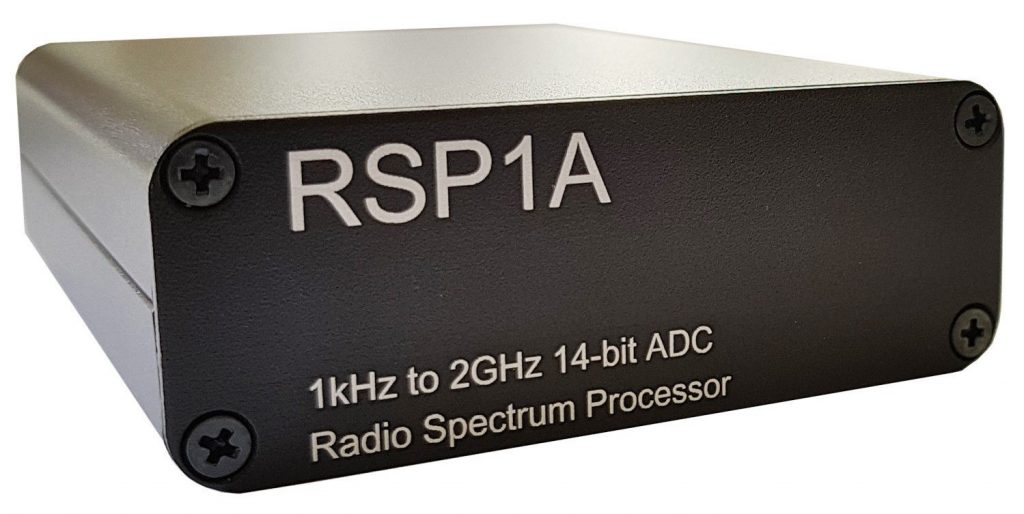 RSP1A
1kHz to 2GHz 14-bit ADC
Radio Spectrum Processor